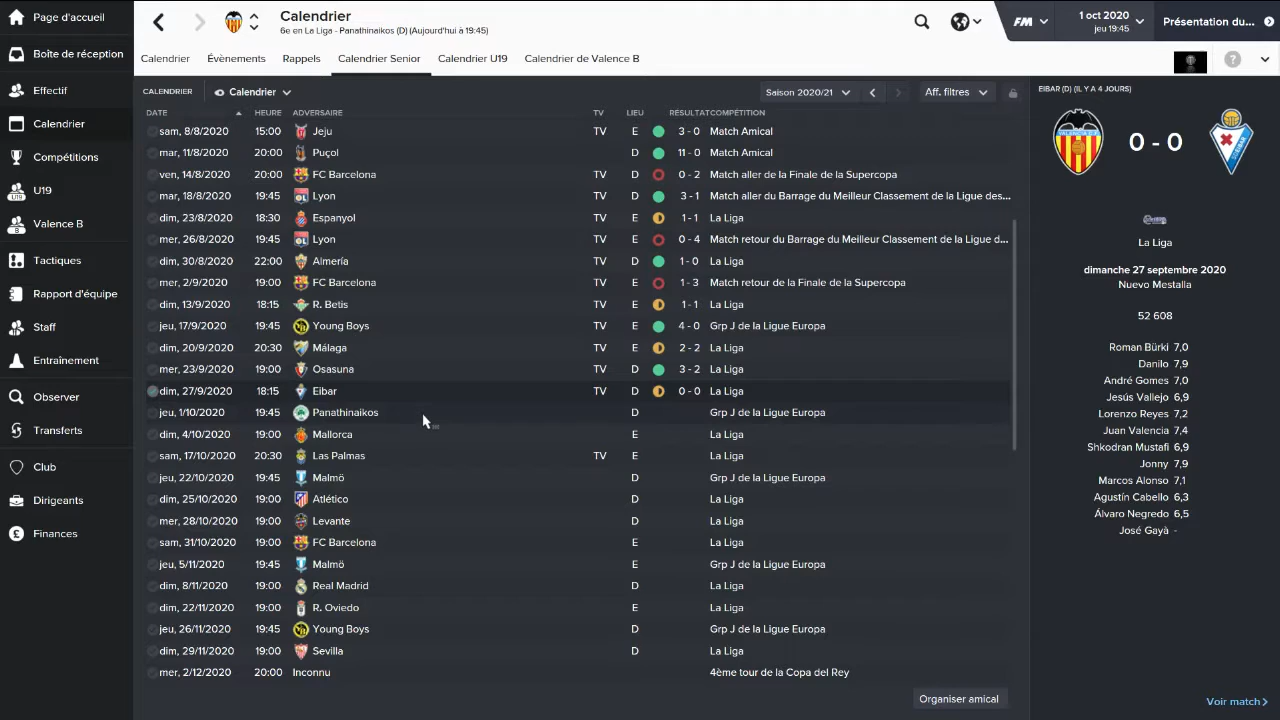 Page d'accueil
Boîte de réception
Effectif
Calendrier
Compétitions
U19
Valence B
Tactiques
Rapport d'équipe
Staff
Entraînement
Observer
Transferts
Club
Dirigeants
Finances
Calendrier
6e en La Liga - Panathinaikos (D) (Aujourd'hui à 19:45)
FM
1 oct 2020
jeu 19:45
Présentation du...
Calendrier Évènements Rappels Calendrier Senior Calendrier U19 Calendrier de Valence B
?
CALENDRIER Calendrier Saison 2020/21 Aff. filtres
DATE HEURE ADVERSAIRE TV LIEU RÉSULTAT COMPÉTITION
sam, 8/8/2020 15:00 Jeju TV E 3 - 0 Match Amical
mar, 11/8/2020 20:00 Puçol D 11 - 0 Match Amical
ven, 14/8/2020 20:00 FC Barcelona TV D 0 - 2 Match aller de la Finale de la Supercopa
mar, 18/8/2020 19:45 Lyon TV D 3 - 1 Match aller du Barrage du Meilleur Classement de la Ligue des...
dim, 23/8/2020 18:30 Espanyol TV E 1 - 1 La Liga
mer, 26/8/2020 19:45 Lyon TV E 0 - 4 Match retour du Barrage du Meilleur Classement de la Ligue d...
dim, 30/8/2020 22:00 Almería TV D 1 - 0 La Liga
mer, 2/9/2020 19:00 FC Barcelona TV E 1 - 3 Match retour de la Finale de la Supercopa
dim, 13/9/2020 18:15 R. Betis TV E 1 - 1 La Liga
jeu, 17/9/2020 19:45 Young Boys TV E 4 - 0 Grp J de la Ligue Europa
dim, 20/9/2020 20:30 Málaga TV E 2 - 2 La Liga
mer, 23/9/2020 19:00 Osasuna TV D 3 - 2 La Liga
dim, 27/9/2020 18:15 Eibar TV D 0 - 0 La Liga
jeu, 1/10/2020 19:45 Panathinaikos D Grp J de la Ligue Europa
dim, 4/10/2020 19:00 Mallorca E La Liga
sam, 17/10/2020 20:30 Las Palmas TV E La Liga
jeu, 22/10/2020 19:45 Malmö D Grp J de la Ligue Europa
dim, 25/10/2020 19:00 Atlético D La Liga
mer, 28/10/2020 19:00 Levante D La Liga
sam, 31/10/2020 19:00 FC Barcelona E La Liga
jeu, 5/11/2020 19:45 Malmö E Grp J de la Ligue Europa
dim, 8/11/2020 19:00 Real Madrid D La Liga
dim, 22/11/2020 19:00 R. Oviedo E La Liga
jeu, 26/11/2020 19:45 Young Boys D Grp J de la Ligue Europa
dim, 29/11/2020 19:00 Sevilla D La Liga
mer, 2/12/2020 20:00 Inconnu 4ème tour de la Copa del Rey
Organiser amical
EIBAR (D) (IL Y A 4 JOURS)
0 - 0
La Liga
dimanche 27 septembre 2020
Nuevo Mestalla
52 608
Roman Bürki 7,0
Danilo 7,9
André Gomes 7,0
Jesús Vallejo 6,9
Lorenzo Reyes 7,2
Juan Valencia 7,4
Shkodran Mustafi 6,9
Jonny 7,9
Marcos Alonso 7,1
Agustín Cabello 6,3
Álvaro Negredo 6,5
José Gayà -
Voir match